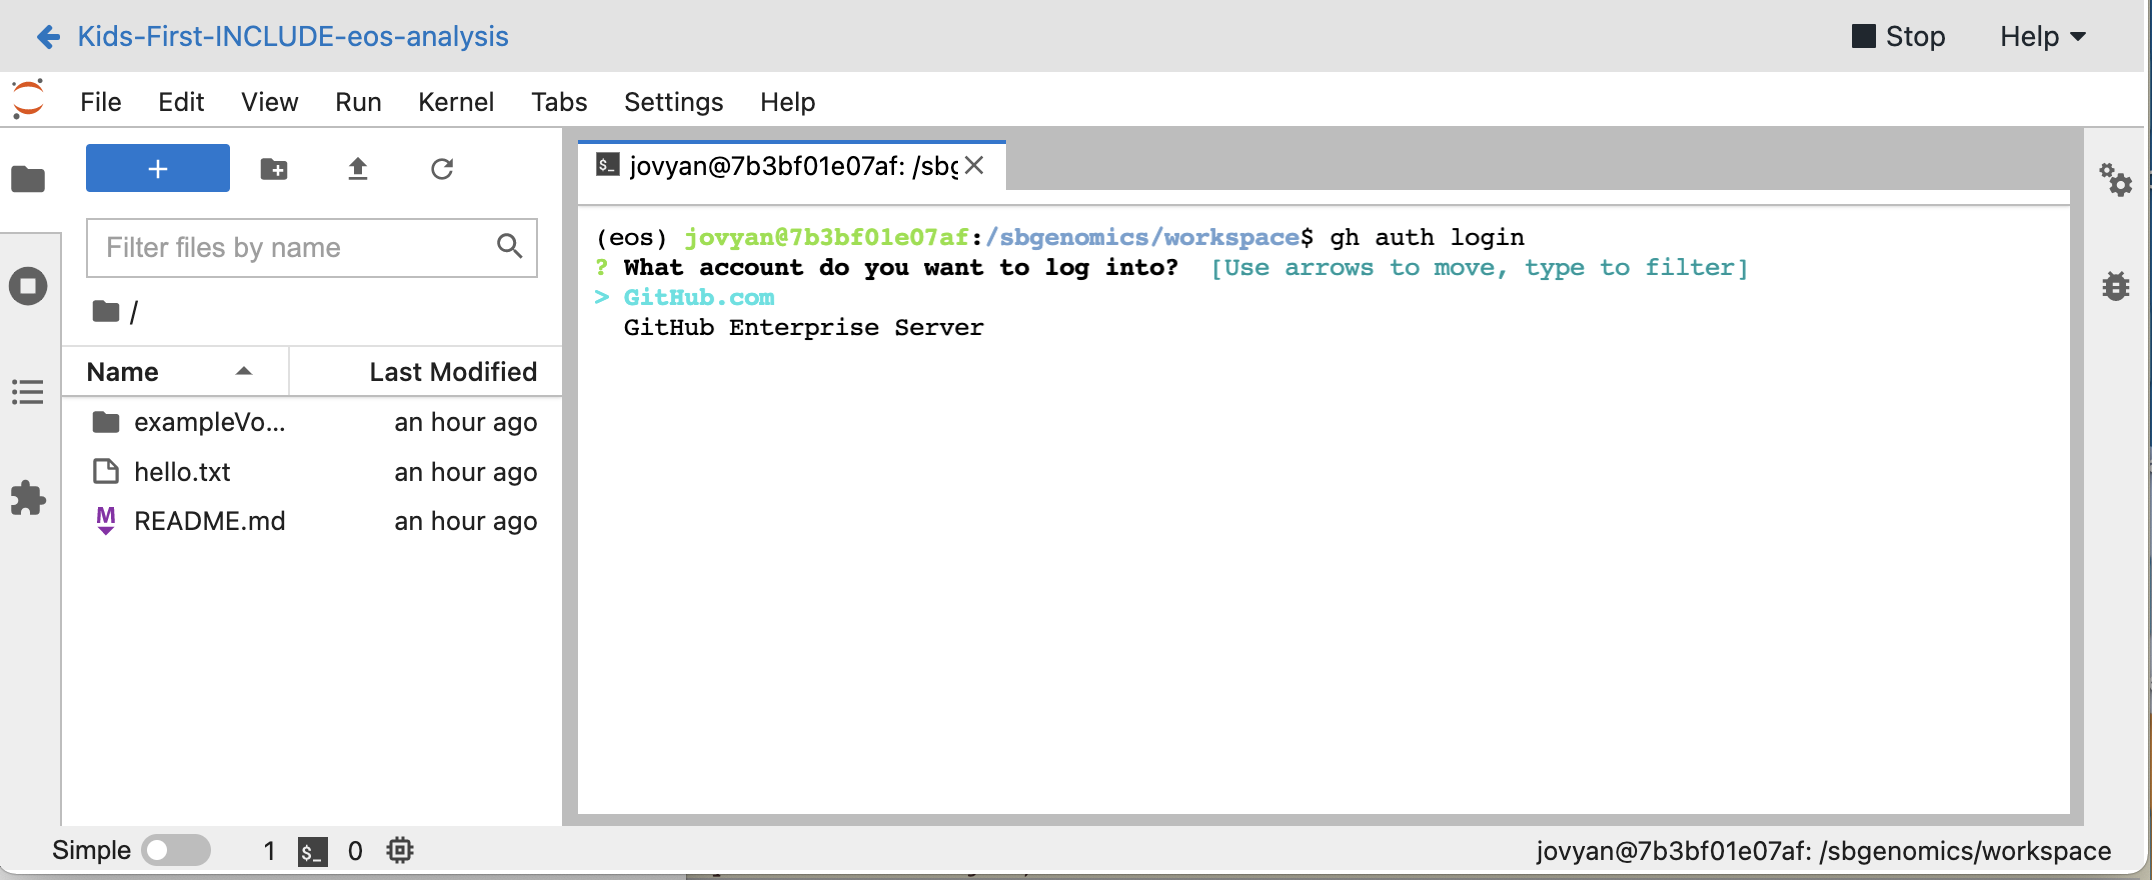 Kids-First-INCLUDE-eos-analysis
Stop
Help
File Edit View Run Kernel Tabs Settings Help
+
$_ jovyan@7b3bf01e07af: /sbg
Filter files by name
/
Name Last Modified
exampleVo... an hour ago
hello.txt an hour ago
README.md an hour ago
(eos) jovyan@7b3bf01e07af:/sbgenomics/workspace$ gh auth login
? What account do you want to log into?  [Use arrows to move, type to filter]
> GitHub.com
  GitHub Enterprise Server
Simple 1 $_ 0
jovyan@7b3bf01e07af: /sbgenomics/workspace